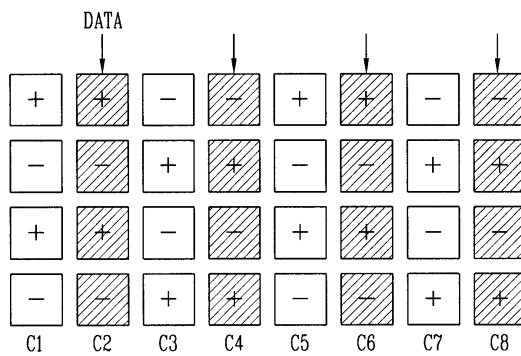 DATA
+ + − − + + − −
− − + + − − + +
+ + − − + + − −
− − + + − − + +
C1 C2 C3 C4 C5 C6 C7 C8